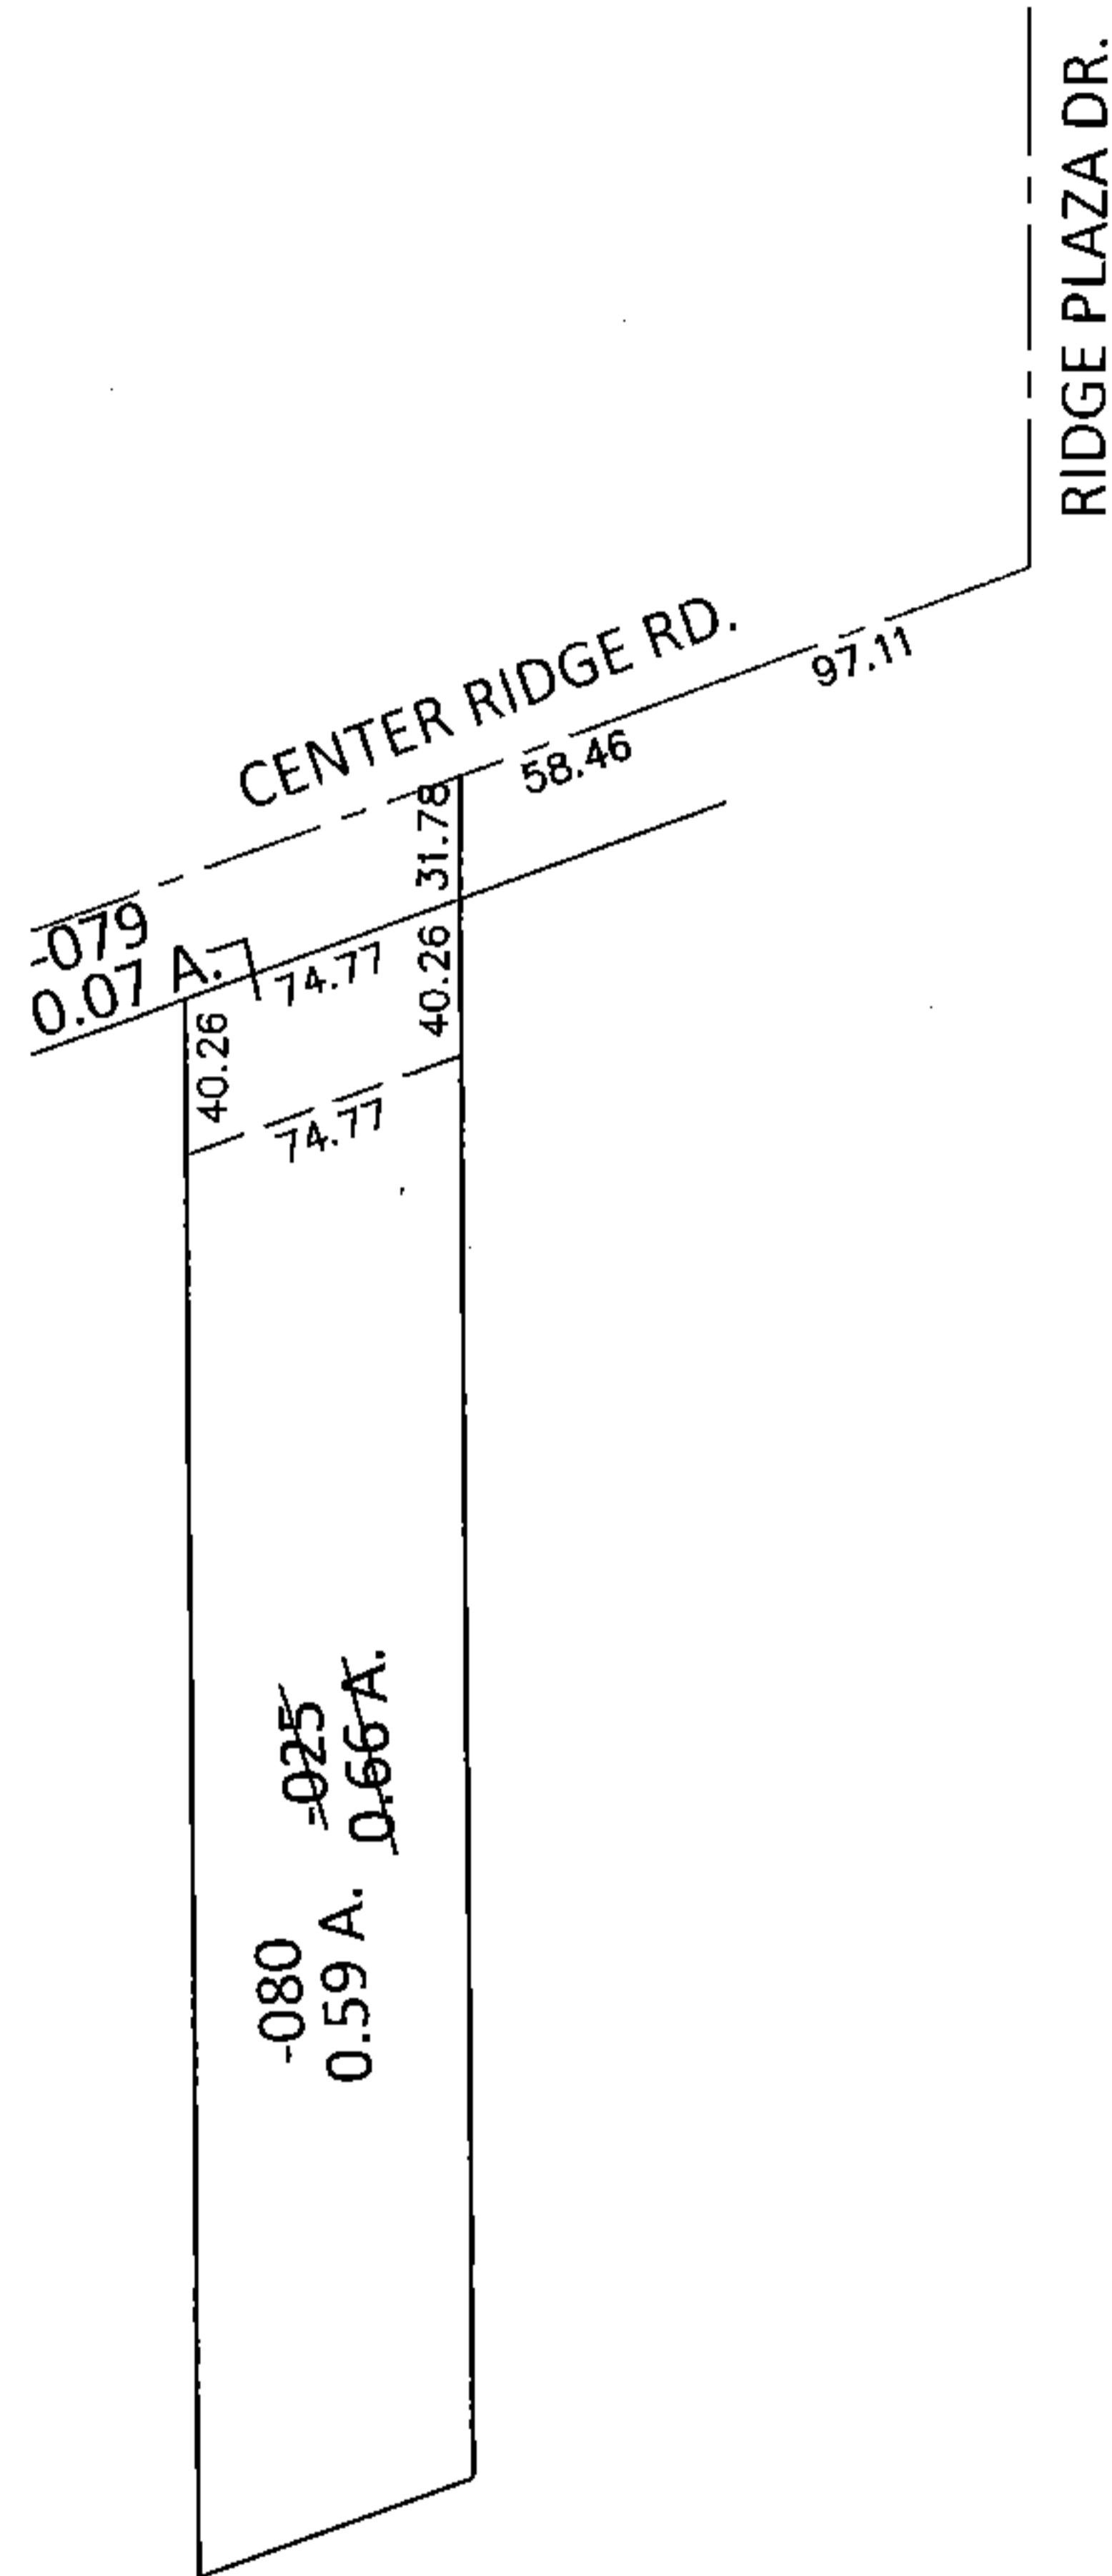 RIDGE PLAZA DR.
CENTER RIDGE RD.
97.11
58.46
31.78
-079
0.07 A.
74.77
40.26
40.26
74.77
-025
0.66 A.
-080
0.59 A.